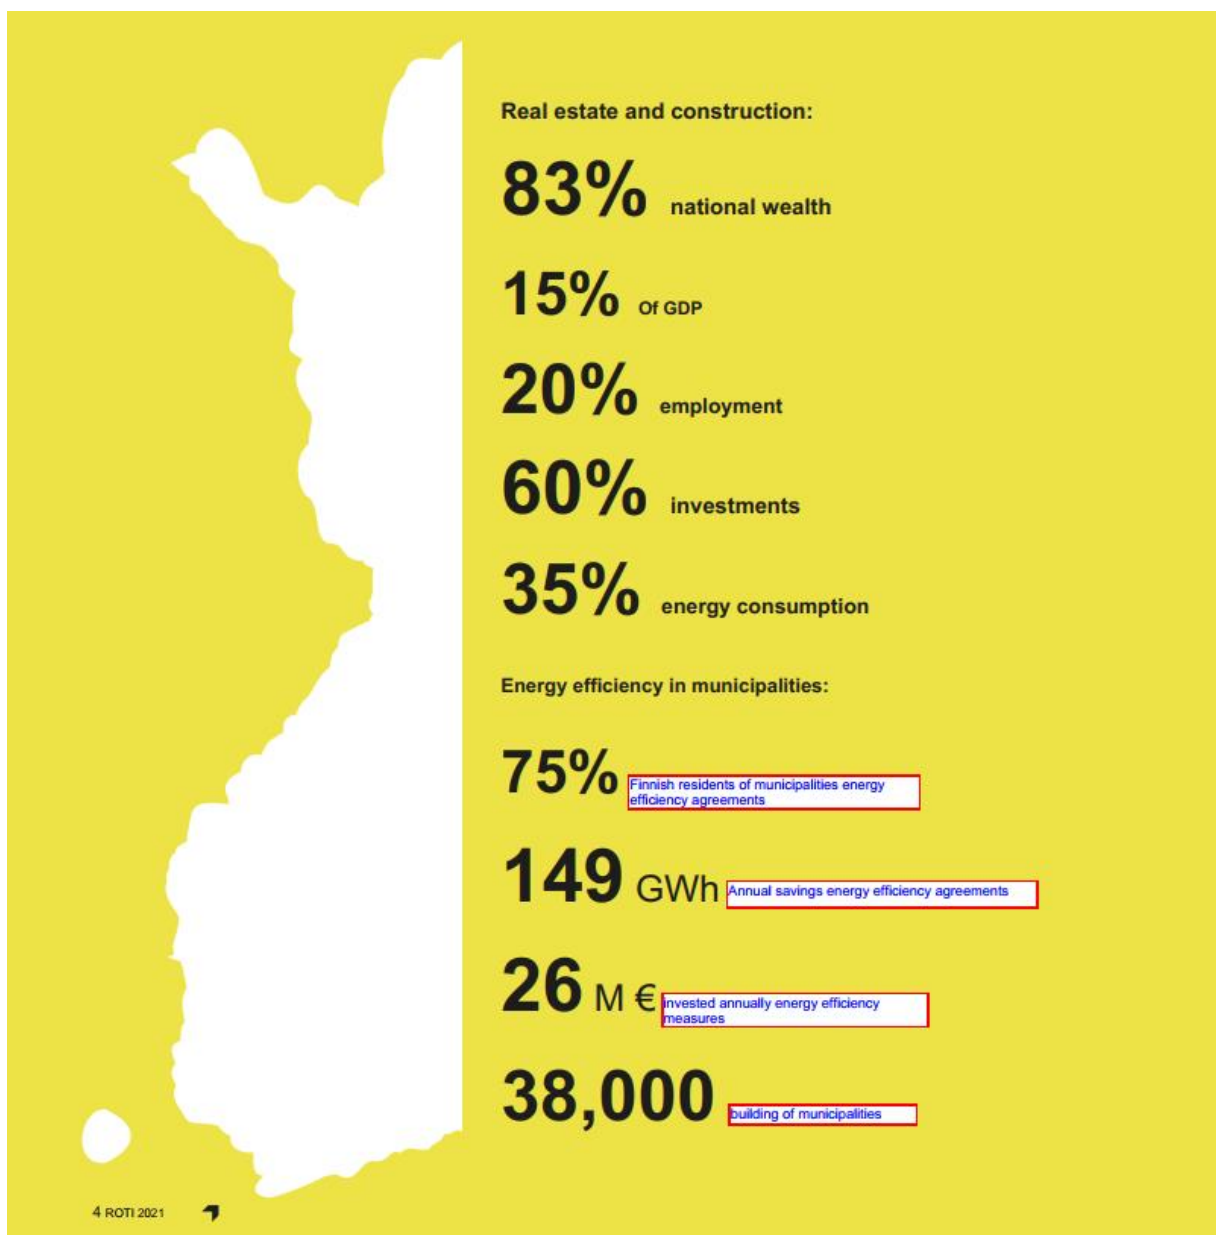 Real estate and construction:
83% national wealth
15% Of GDP
20% employment
60% investments
35% energy consumption
Energy efficiency in municipalities:
75% Finnish residents of municipalities energy
efficiency agreements
149 GWh Annual savings energy efficiency agreements
26 M € invested annually energy efficiency
measures
38,000 building of municipalities
4 ROTI 2021